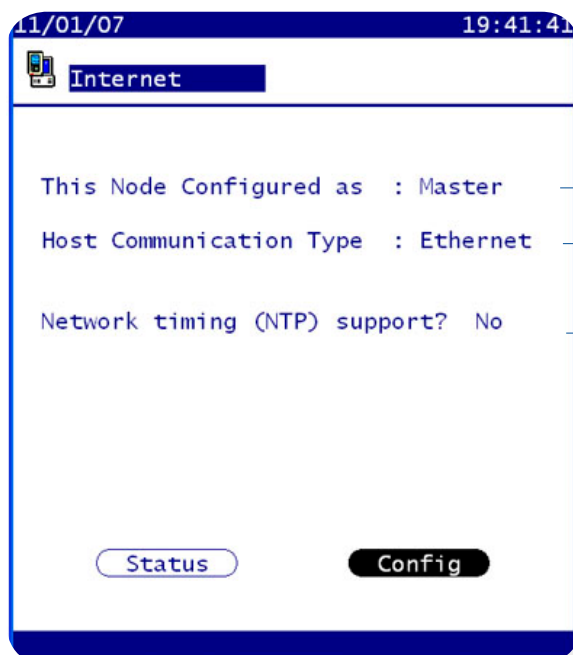 11/01/07 19:41:41
Internet
This Node Configured as : Master
Host Communication Type : Ethernet
Network timing (NTP) support? No
Status Config